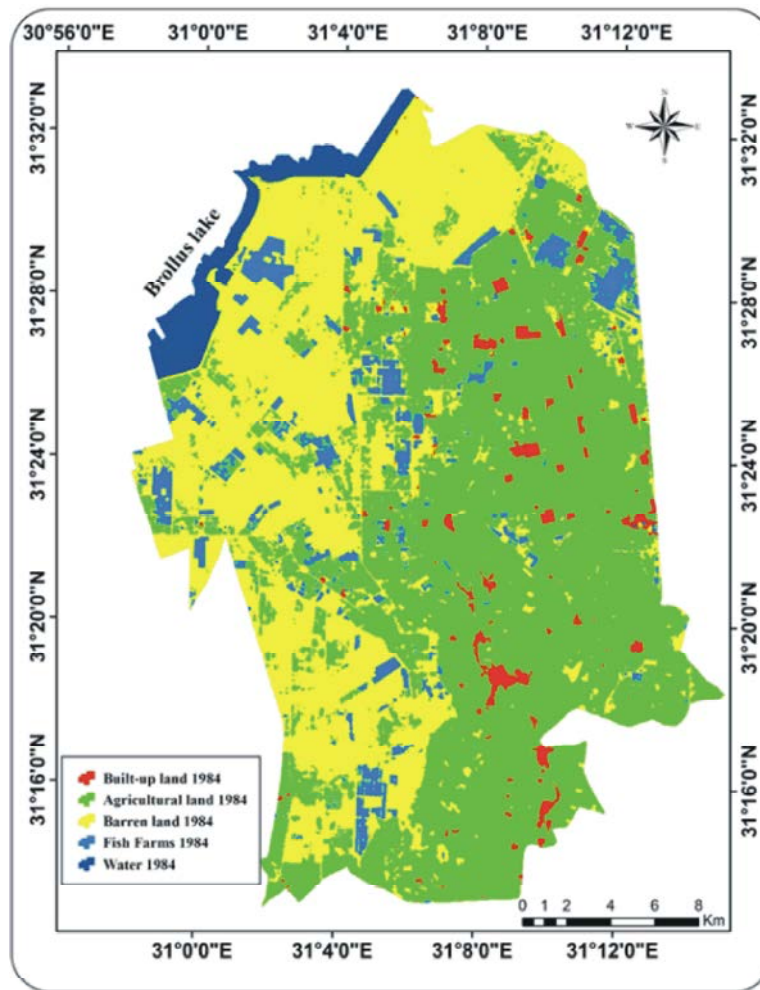 30°56'0"E 31°0'0"E 31°4'0"E 31°8'0"E 31°12'0"E
N
W E
S
31°32'0"N 31°32'0"N
Brollus lake
31°28'0"N 31°28'0"N
31°24'0"N 31°24'0"N
31°20'0"N 31°20'0"N
31°16'0"N 31°16'0"N
Built-up land 1984
Agricultural land 1984
Barren land 1984
Fish Farms 1984
Water 1984
0 1 2 4 6 8
Km
31°0'0"E 31°4'0"E 31°8'0"E 31°12'0"E